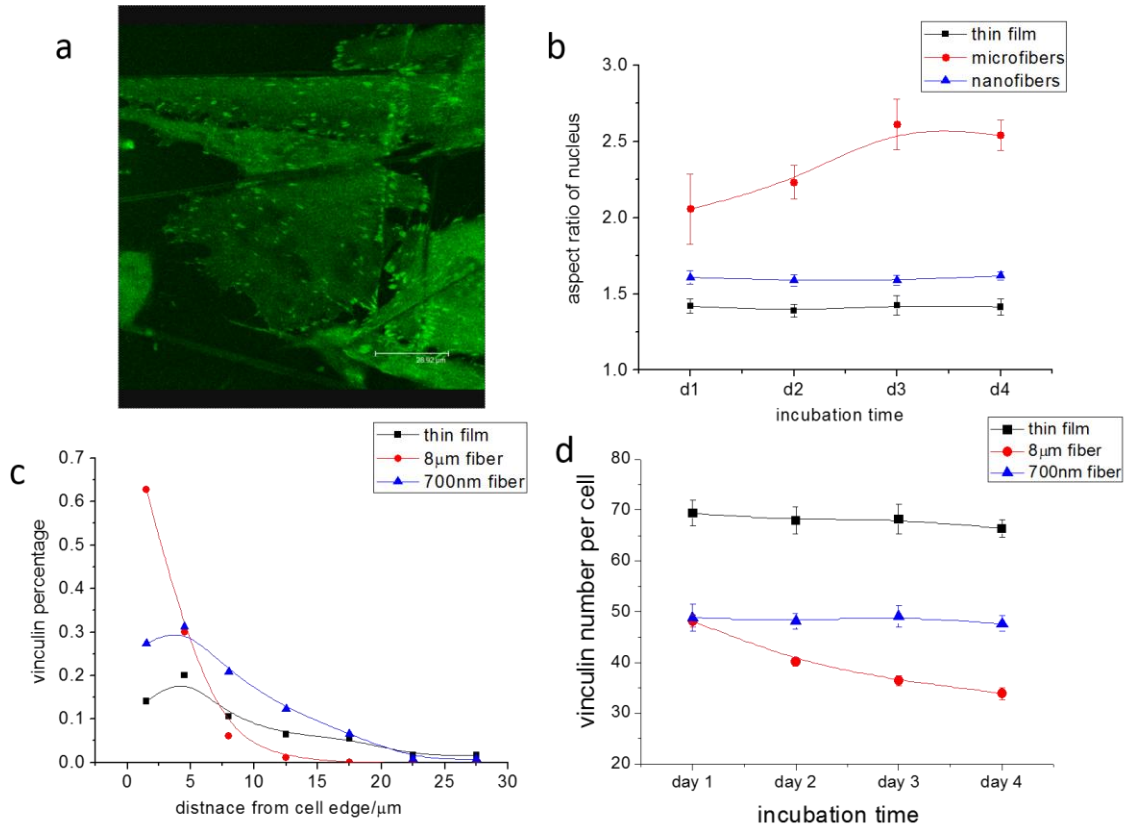 a
28.92 μm
b
thin film
microfibers
nanofibers
aspect ratio of nucleus
3.0
2.5
2.0
1.5
1.0
d1 d2 d3 d4
incubation time
c
thin film
8μm fiber
700nm fiber
vinculin percentage
0.7
0.6
0.5
0.4
0.3
0.2
0.1
0.0
0 5 10 15 20 25 30
distnace from cell edge/μm
d
thin film
8μm fiber
700nm fiber
vinculin number per cell
80
70
60
50
40
30
20
day 1 day 2 day 3 day 4
incubation time